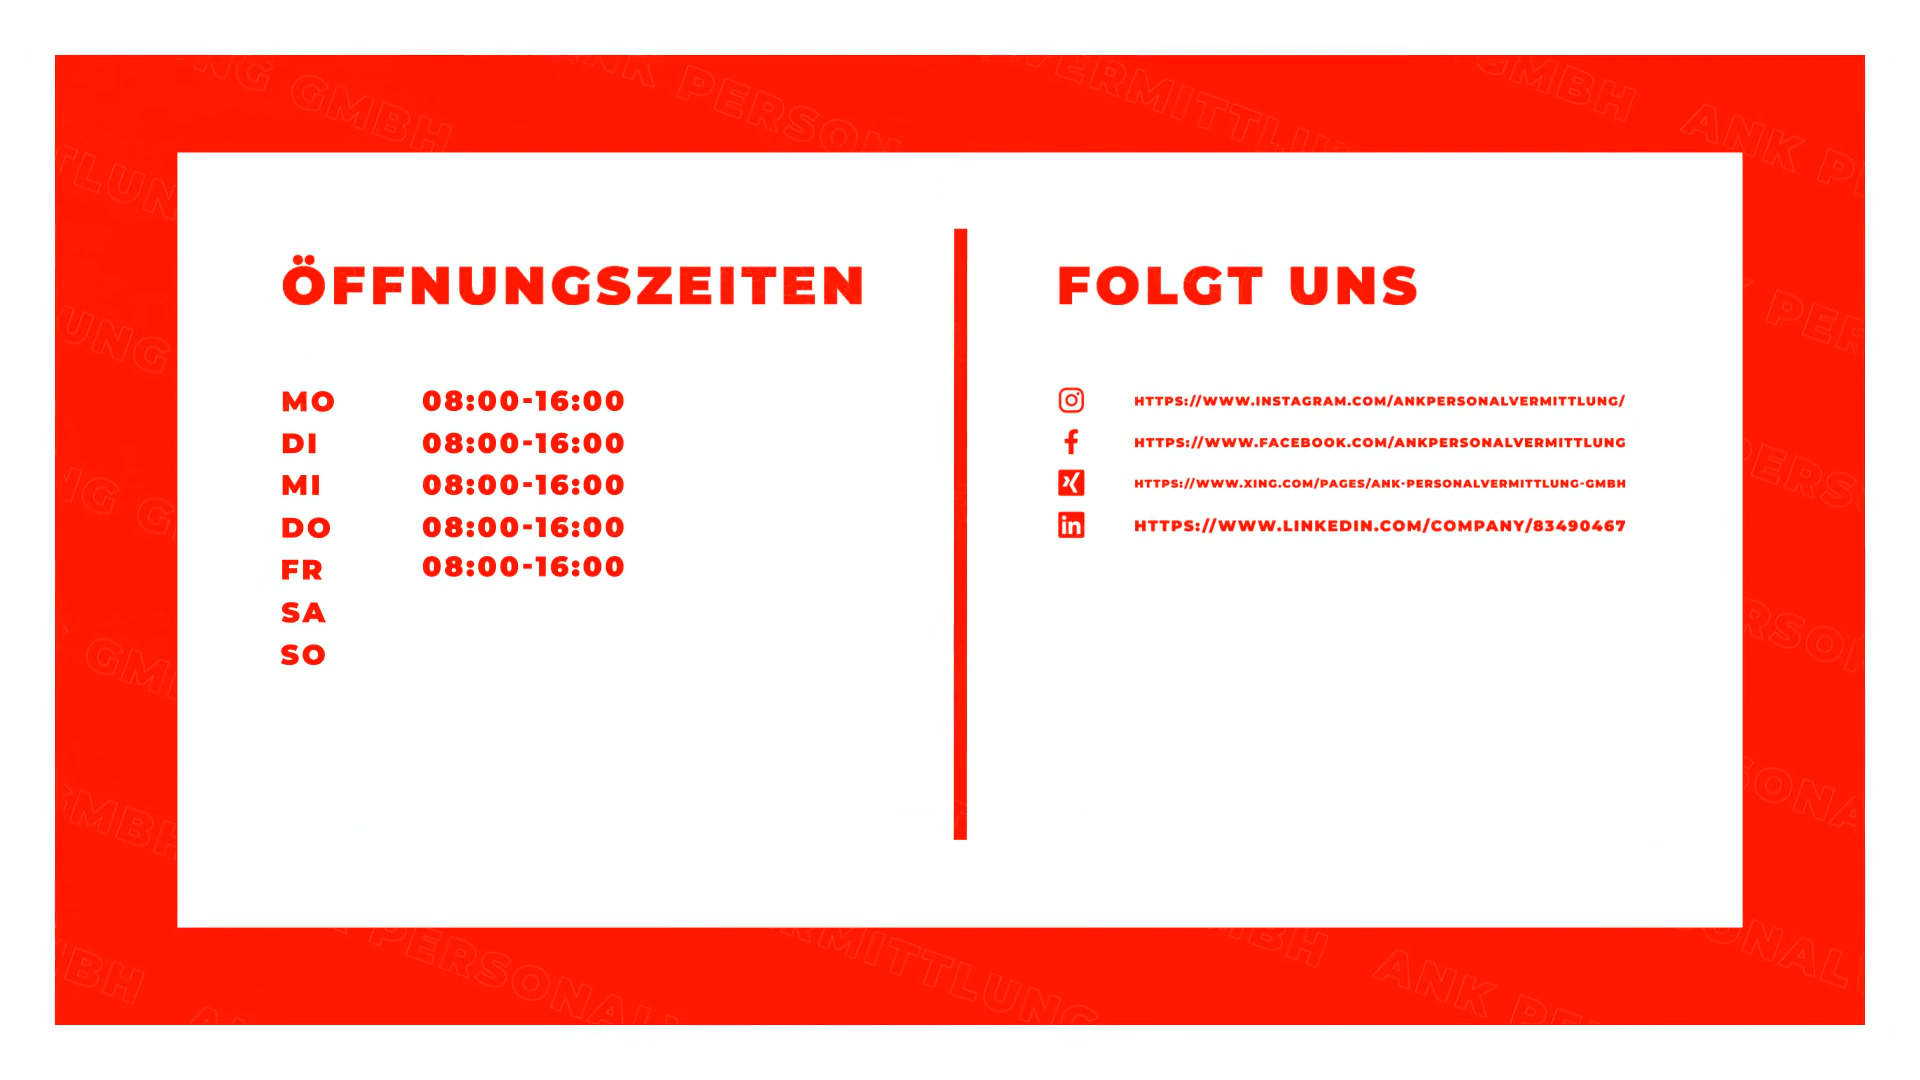 ÖFFNUNGSZEITEN
MO 08:00-16:00
DI 08:00-16:00
MI 08:00-16:00
DO 08:00-16:00
FR 08:00-16:00
SA
SO
FOLGT UNS
HTTPS://WWW.INSTAGRAM.COM/ANKPERSONALVERMITTLUNG/
HTTPS://WWW.FACEBOOK.COM/ANKPERSONALVERMITTLUNG
HTTPS://WWW.XING.COM/PAGES/ANK-PERSONALVERMITTLUNG-GMBH
HTTPS://WWW.LINKEDIN.COM/COMPANY/83490467